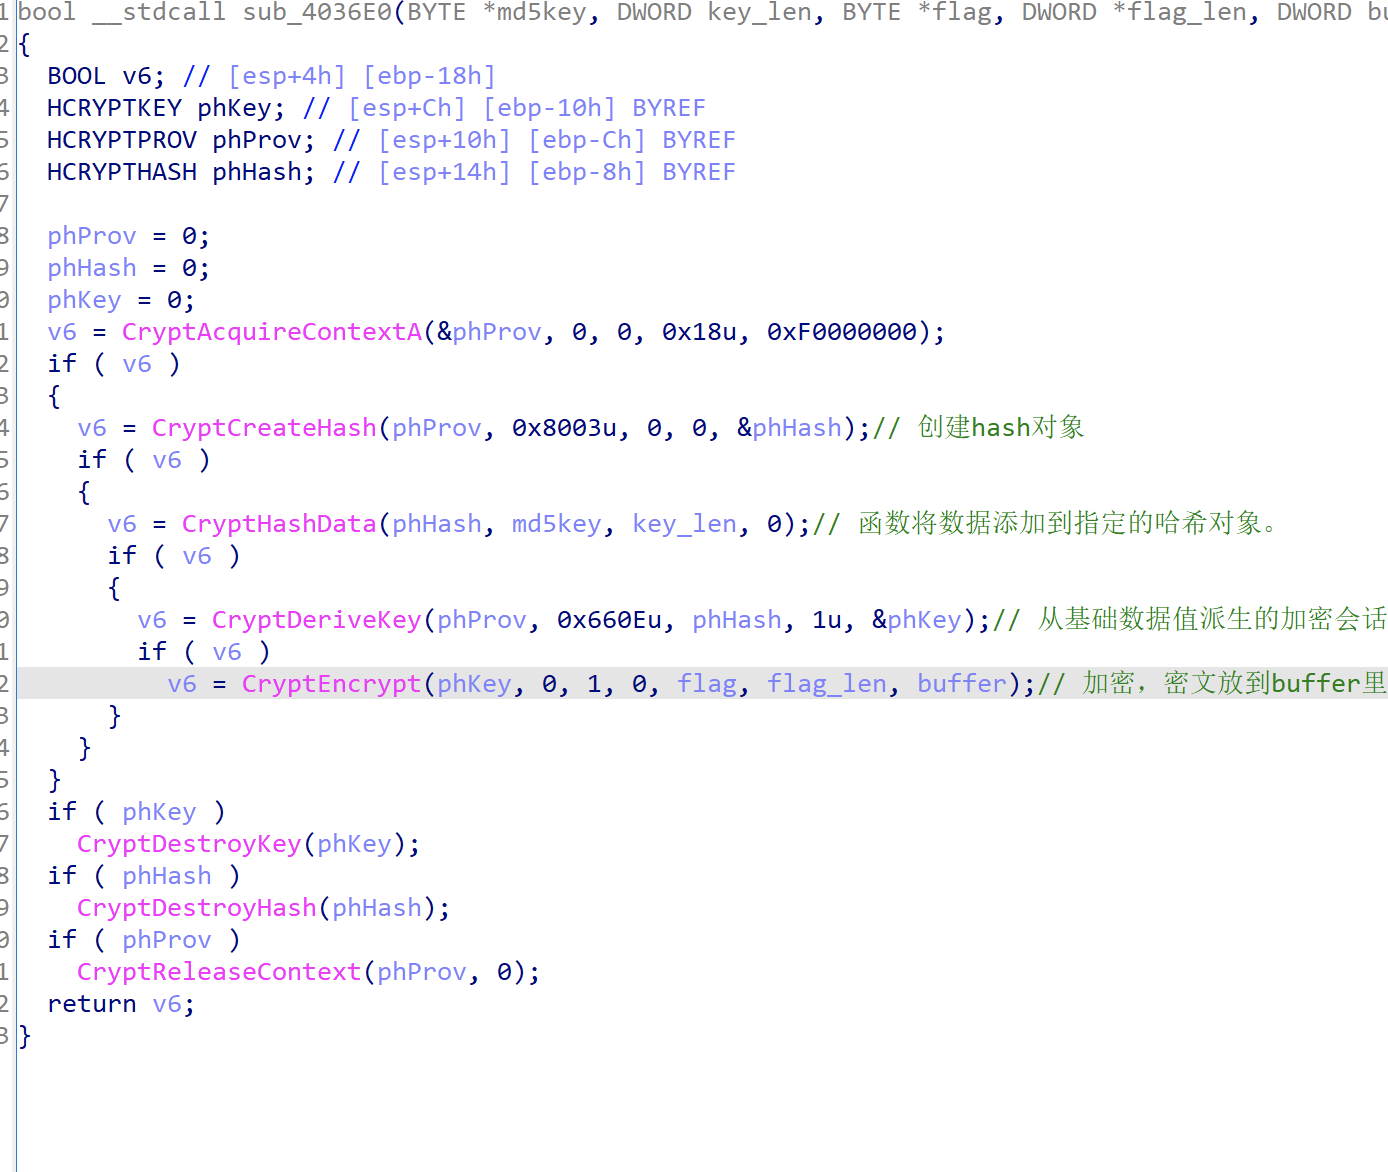 1 bool __stdcall sub_4036E0(BYTE *md5key, DWORD key_len, BYTE *flag, DWORD *flag_len, DWORD bu
2 {
3   BOOL v6; // [esp+4h] [ebp-18h]
4   HCRYPTKEY phKey; // [esp+Ch] [ebp-10h] BYREF
5   HCRYPTPROV phProv; // [esp+10h] [ebp-Ch] BYREF
6   HCRYPTHASH phHash; // [esp+14h] [ebp-8h] BYREF
7
8   phProv = 0;
9   phHash = 0;
0   phKey = 0;
1   v6 = CryptAcquireContextA(&phProv, 0, 0, 0x18u, 0xF0000000);
2   if ( v6 )
3   {
4     v6 = CryptCreateHash(phProv, 0x8003u, 0, 0, &phHash);// 创建hash对象
5     if ( v6 )
6     {
7       v6 = CryptHashData(phHash, md5key, key_len, 0);// 函数将数据添加到指定的哈希对象。
8       if ( v6 )
9       {
0         v6 = CryptDeriveKey(phProv, 0x660Eu, phHash, 1u, &phKey);// 从基础数据值派生的加密会话
1         if ( v6 )
2           v6 = CryptEncrypt(phKey, 0, 1, 0, flag, flag_len, buffer);// 加密，密文放到buffer里
3       }
4     }
5   }
6   if ( phKey )
7     CryptDestroyKey(phKey);
8   if ( phHash )
9     CryptDestroyHash(phHash);
0   if ( phProv )
1     CryptReleaseContext(phProv, 0);
2   return v6;
3 }